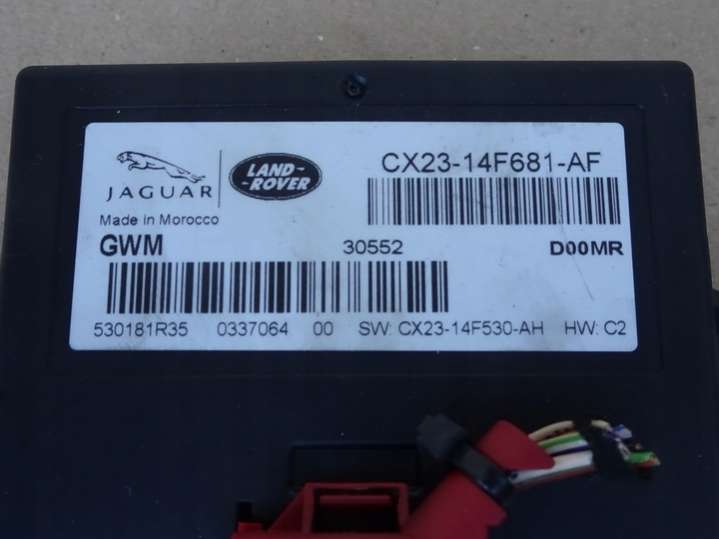 JAGUAR
LAND-
-ROVER
CX23-14F681-AF
Made in Morocco
GWM 30552 D00MR
530181R35 0337064 00 SW: CX23-14F530-AH HW: C2